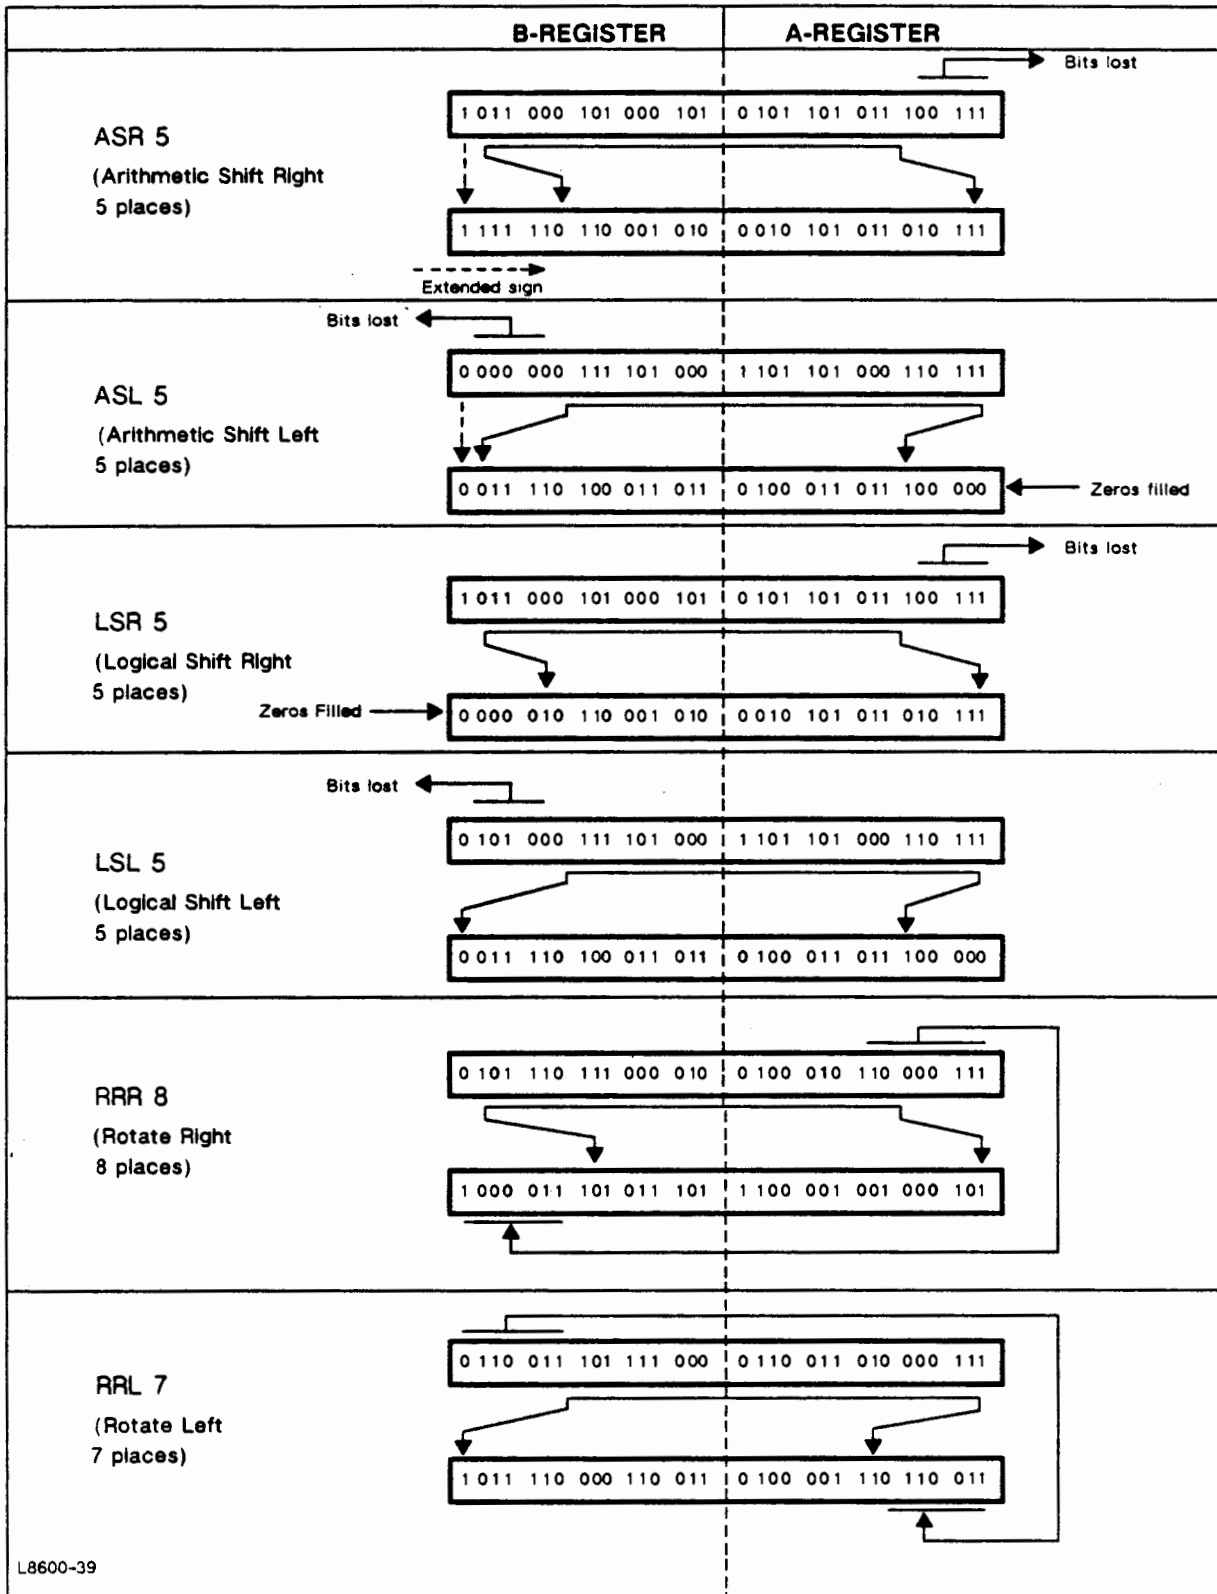 B-REGISTER A-REGISTER
Bits lost
1 011 000 101 000 101 0 101 101 011 100 111
ASR 5
(Arithmetic Shift Right
5 places)
1 111 110 110 001 010 0 010 101 011 010 111
Extended sign
Bits lost
0 000 000 111 101 000 1 101 101 000 110 111
ASL 5
(Arithmetic Shift Left
5 places)
0 011 110 100 011 011 0 100 011 011 100 000
Zeros filled
Bits lost
1 011 000 101 000 101 0 101 101 011 100 111
LSR 5
(Logical Shift Right
5 places)
Zeros Filled
0 000 010 110 001 010 0 010 101 011 010 111
Bits lost
0 101 000 111 101 000 1 101 101 000 110 111
LSL 5
(Logical Shift Left
5 places)
0 011 110 100 011 011 0 100 011 011 100 000
0 101 110 111 000 010 0 100 010 110 000 111
RRR 8
(Rotate Right
8 places)
1 000 011 101 011 101 1 100 001 001 000 101
0 110 011 101 111 000 0 110 011 010 000 111
RRL 7
(Rotate Left
7 places)
1 011 110 000 110 011 0 100 001 110 110 011
L8600-39